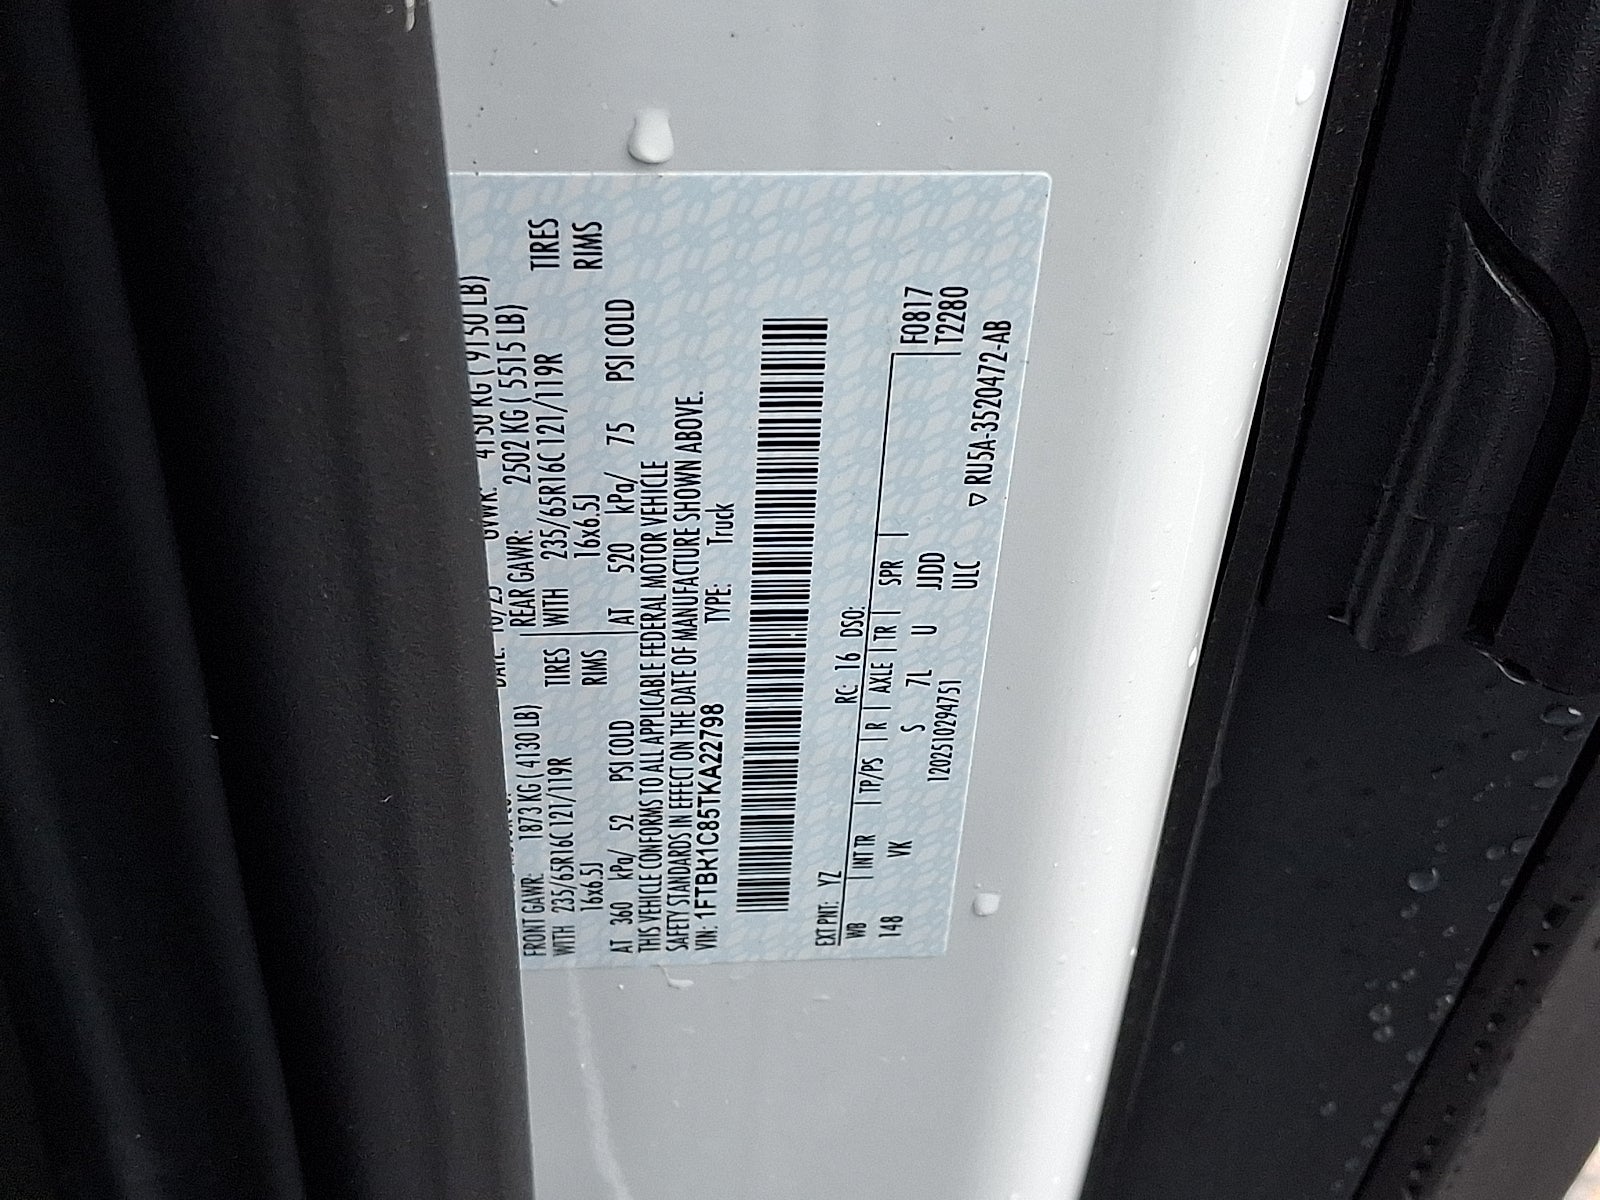 DATE: 10/25 GVWR: 4150 KG ( 9150 LB)
FRONT GAWR: 1873 KG ( 4130 LB) REAR GAWR: 2502 KG ( 5515 LB)
WITH 235/65R16C 121/119R TIRES WITH 235/65R16C 121/119R TIRES
16x6.5J RIMS 16x6.5J RIMS
AT 360 kPa/ 52 PSI COLD AT 520 kPa/ 75 PSI COLD
THIS VEHICLE CONFORMS TO ALL APPLICABLE FEDERAL MOTOR VEHICLE
SAFETY STANDARDS IN EFFECT ON THE DATE OF MANUFACTURE SHOWN ABOVE.
VIN: 1FTBR1C85TKA22798 TYPE: Truck
EXT PNT: YZ RC: 16 DSO: F0817
WB INT TR TP/PS R AXLE TR SPR T2280
148 VK S 7L U JJDD
1202510294751 ULC
RU5A-3520472-AB